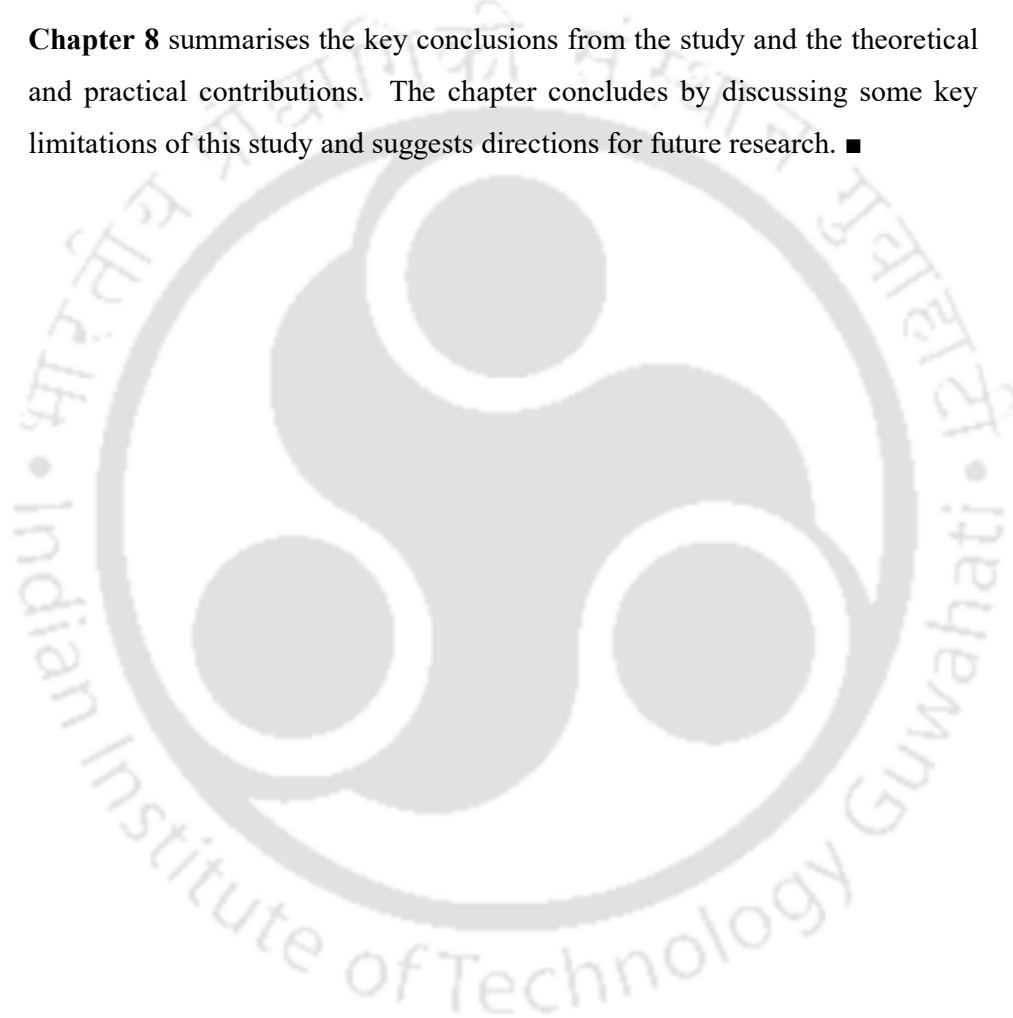 Chapter 8 summarises the key conclusions from the study and the theoretical
and practical contributions. The chapter concludes by discussing some key
limitations of this study and suggests directions for future research. ■
भारतीय प्रौद्योगिकी संस्थान गुवाहाटी
• Indian Institute of Technology Guwahati •